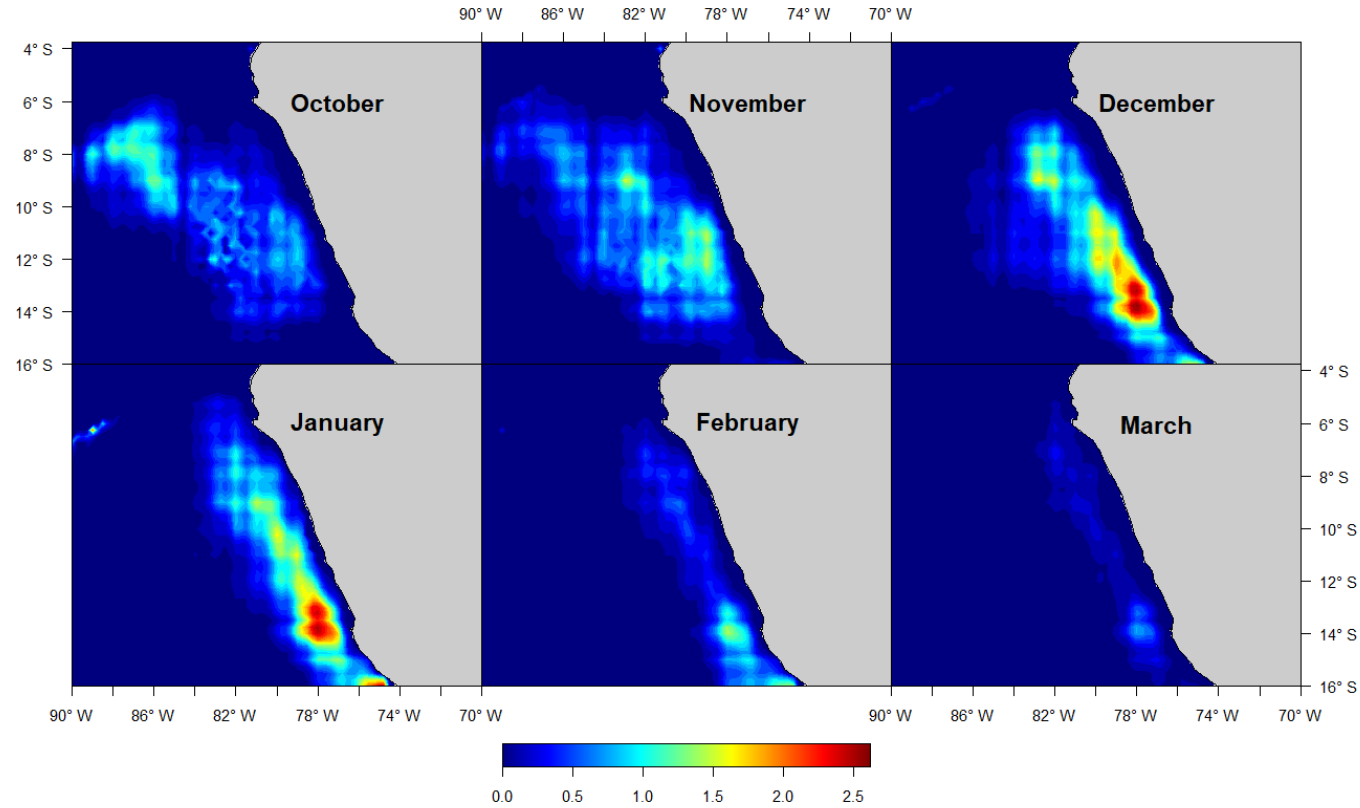 90° W 86° W 82° W 78° W 74° W 70° W
4° S
6° S
8° S
10° S
12° S
14° S
16° S
October
November
December
4° S
6° S
8° S
10° S
12° S
14° S
16° S
January
February
March
90° W 86° W 82° W 78° W 74° W 70° W
90° W 86° W 82° W 78° W 74° W 70° W
0.0 0.5 1.0 1.5 2.0 2.5